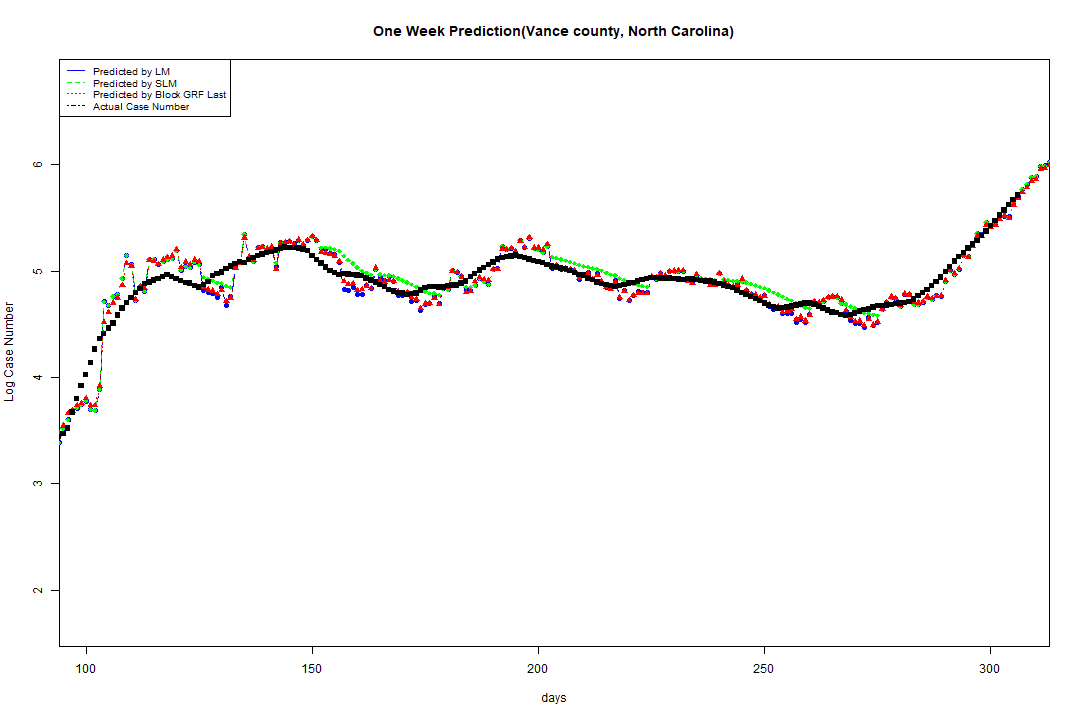 One Week Prediction(Vance county, North Carolina)
Predicted by LM
Predicted by SLM
Predicted by Block GRF Last
Actual Case Number
6
5
4
3
2
Log Case Number
100 150 200 250 300
days